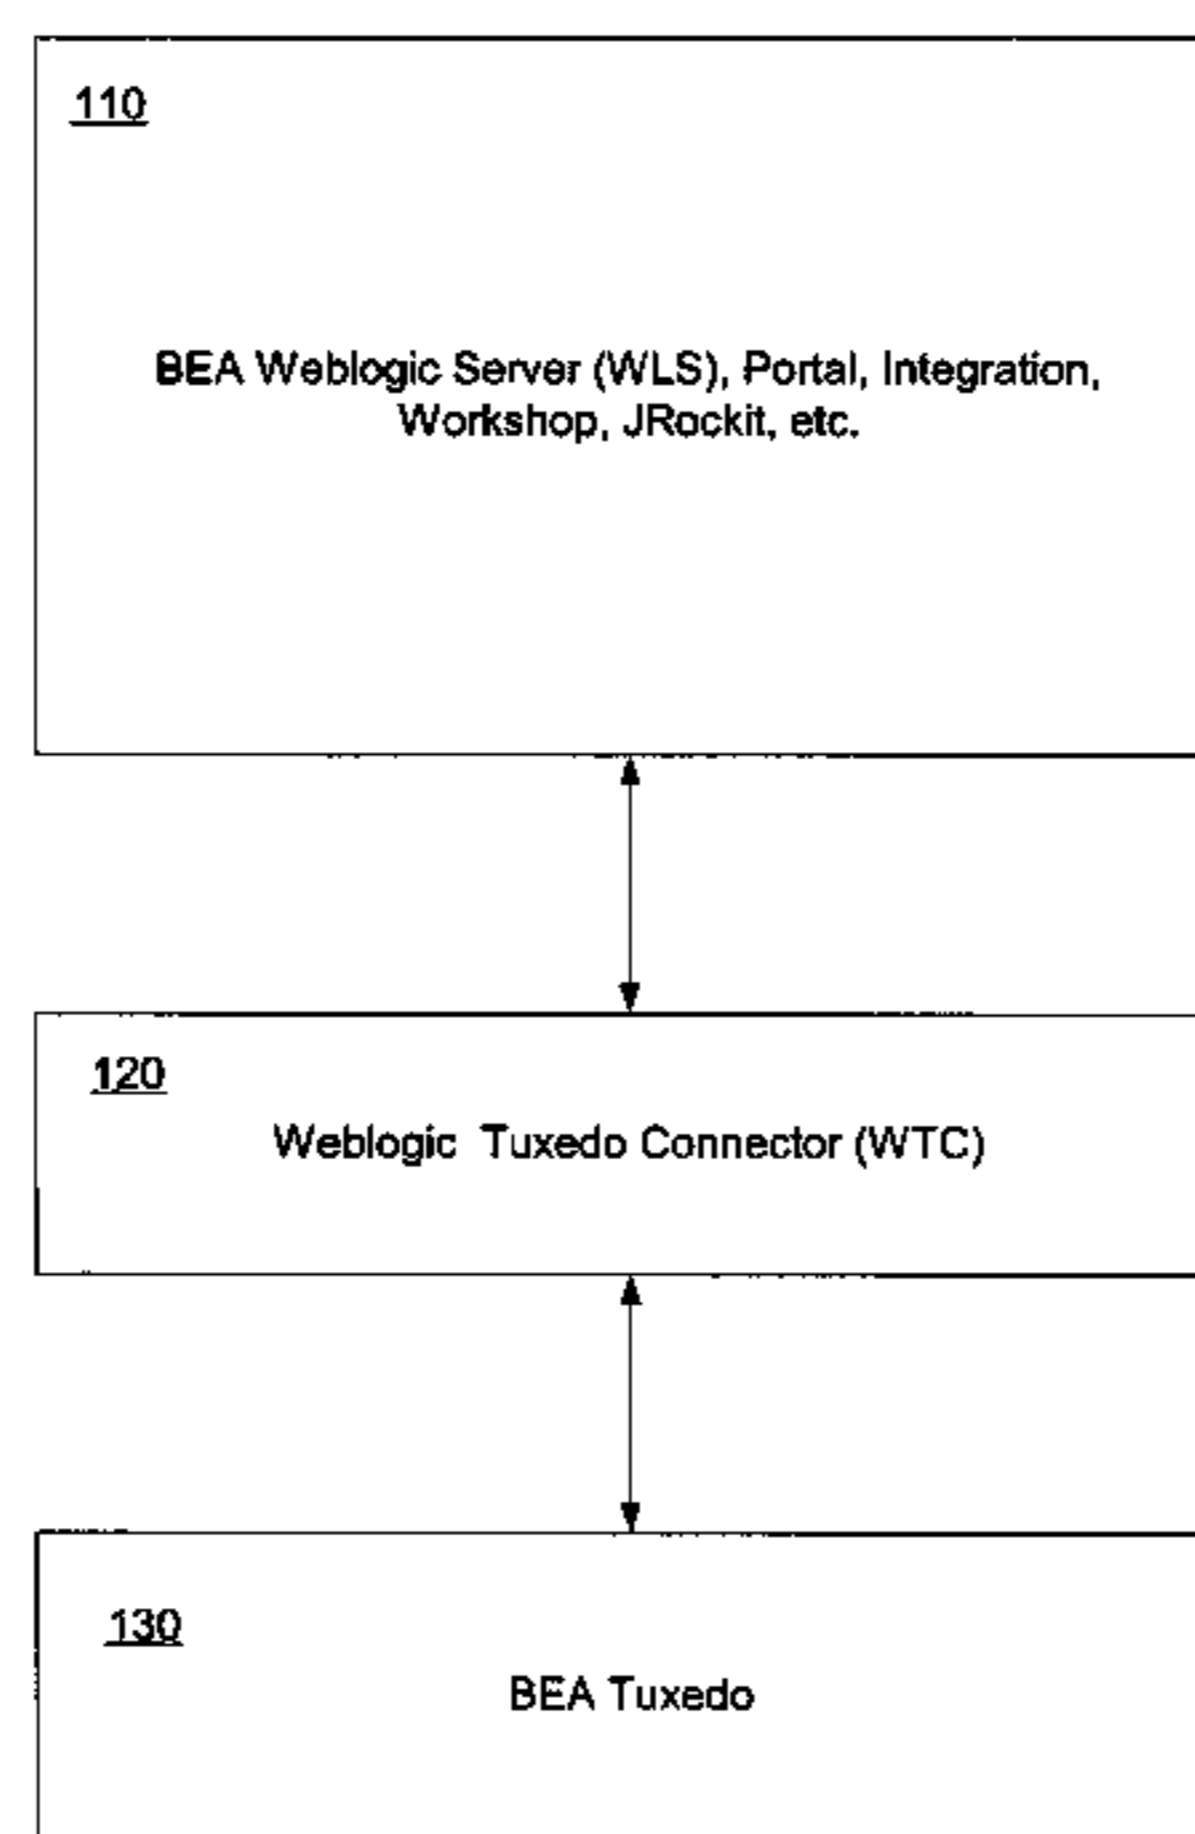 110
BEA Weblogic Server (WLS), Portal, Integration,
Workshop, JRockit, etc.
120
Weblogic Tuxedo Connector (WTC)
130
BEA Tuxedo